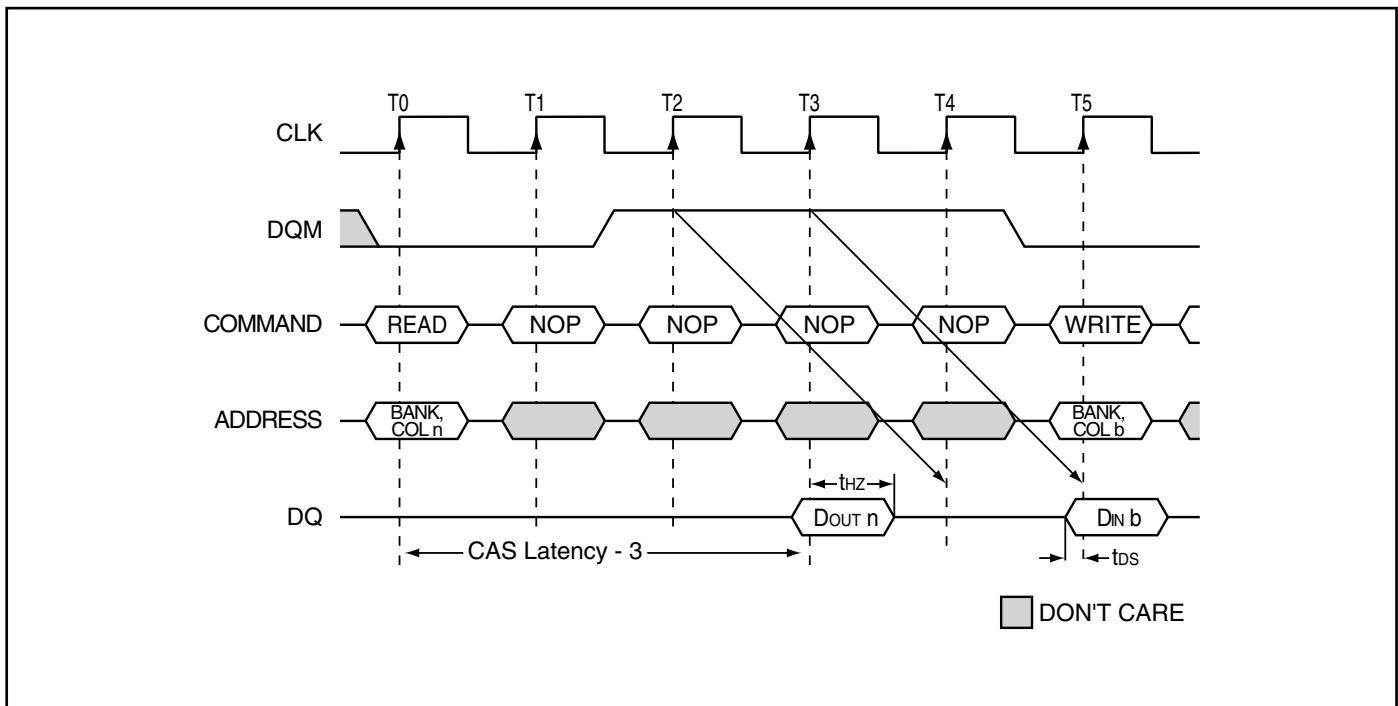 T0 T1 T2 T3 T4 T5
CLK
DQM
COMMAND READ NOP NOP NOP NOP WRITE
ADDRESS BANK, COL n BANK, COL b
tHZ
DQ DOUT n DIN b
CAS Latency - 3 tDS
DON'T CARE